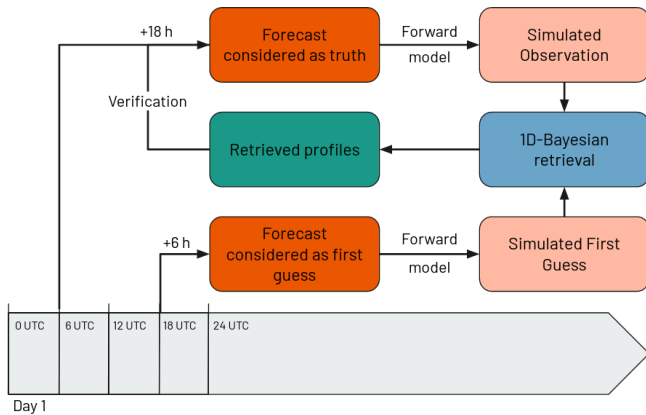 +18 h
Forecast
considered as truth
Forward
model
Simulated
Observation
Verification
Retrieved profiles
1D-Bayesian
retrieval
+6 h
Forecast
considered as first
guess
Forward
model
Simulated First
Guess
0 UTC
6 UTC
12 UTC
18 UTC
24 UTC
Day 1